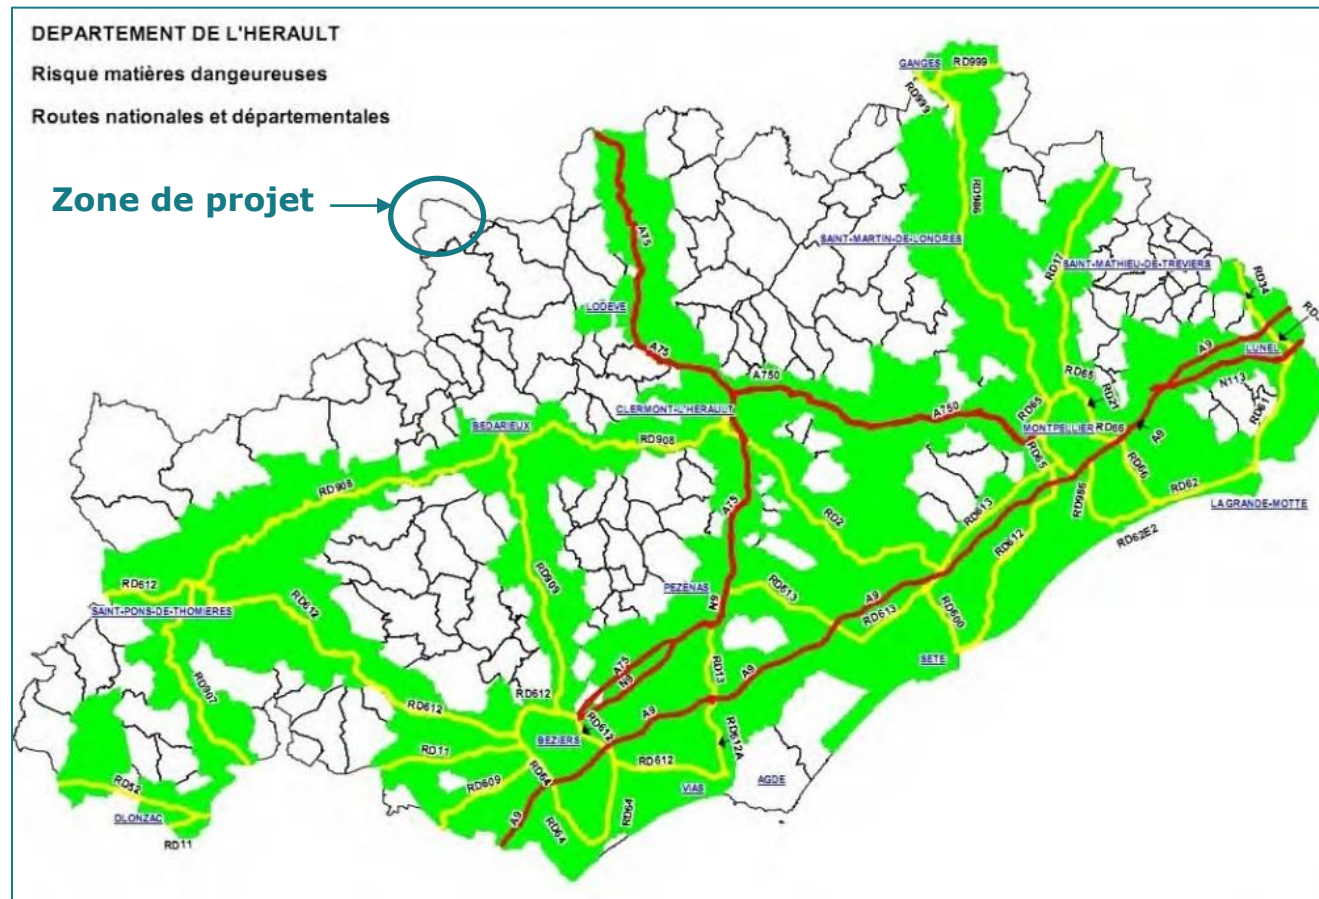 DEPARTEMENT DE L'HERAULT
Risque matières dangeureuses
Routes nationales et départementales
Zone de projet
GANGES
RD999
RD999
RD986
A75
SAINT-MARTIN-DE-LONDRES
RD17
SAINT-MATHIEU-DE-TREVIERS
RD34
LODEVE
A75
A9
LUNEL
A750
RD65
N113
RD61
CLERMONT-L'HERAULT
A750
RD65
RD21
BEDARIEUX
RD908
MONTPELLIER
RD66
A9
RD65
RD66
RD908
A75
RD986
RD62
LA GRANDE-MOTTE
RD2
RD613
RD612
RD62E2
RD612
RD909
PEZENAS
RD613
A9
RD613
RD600
SAINT-PONS-DE-THOMIERES
RD612
N9
SETE
A75
N9
RD13
A9
RD907
RD612
RD612
A9
RD612
BEZIERS
RD612A
RD11
RD612
RD52
RD609
RD64
VIAS
AGDE
OLONZAC
A9
RD64
RD64
RD11